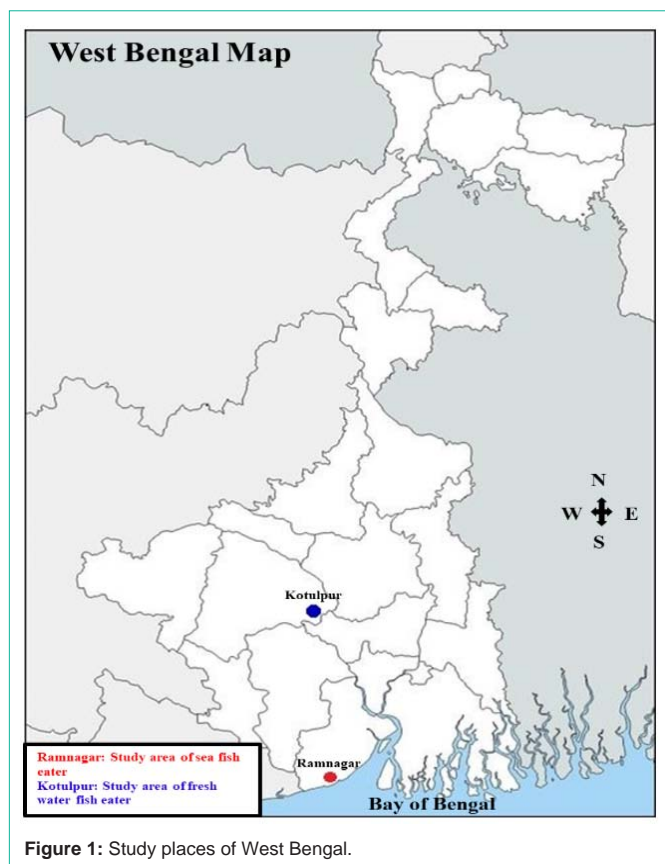 West Bengal Map
N
W E
S
Kotulpur
Ramnagar
Ramnagar: Study area of sea fish
eater
Kotulpur: Study area of fresh
water fish eater
Bay of Bengal
Figure 1: Study places of West Bengal.